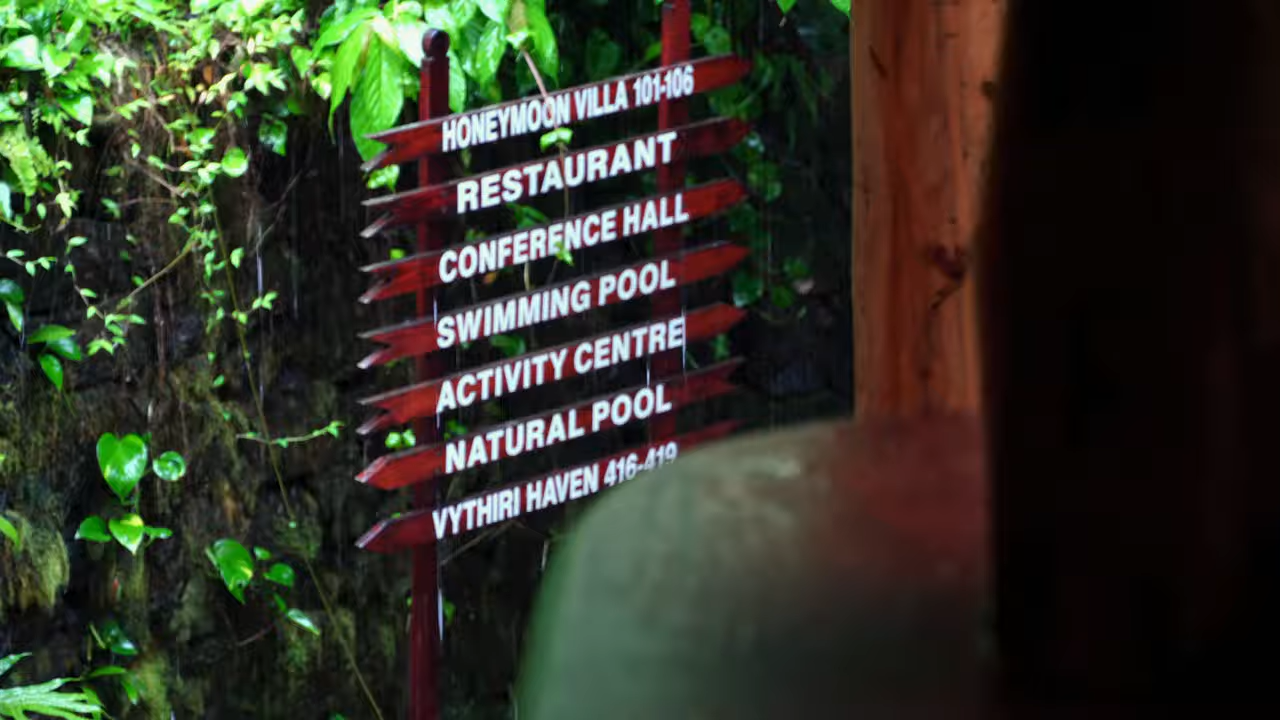 HONEYMOON VILLA 101-106
RESTAURANT
CONFERENCE HALL
SWIMMING POOL
ACTIVITY CENTRE
NATURAL POOL
VYTHIRI HAVEN 416-419